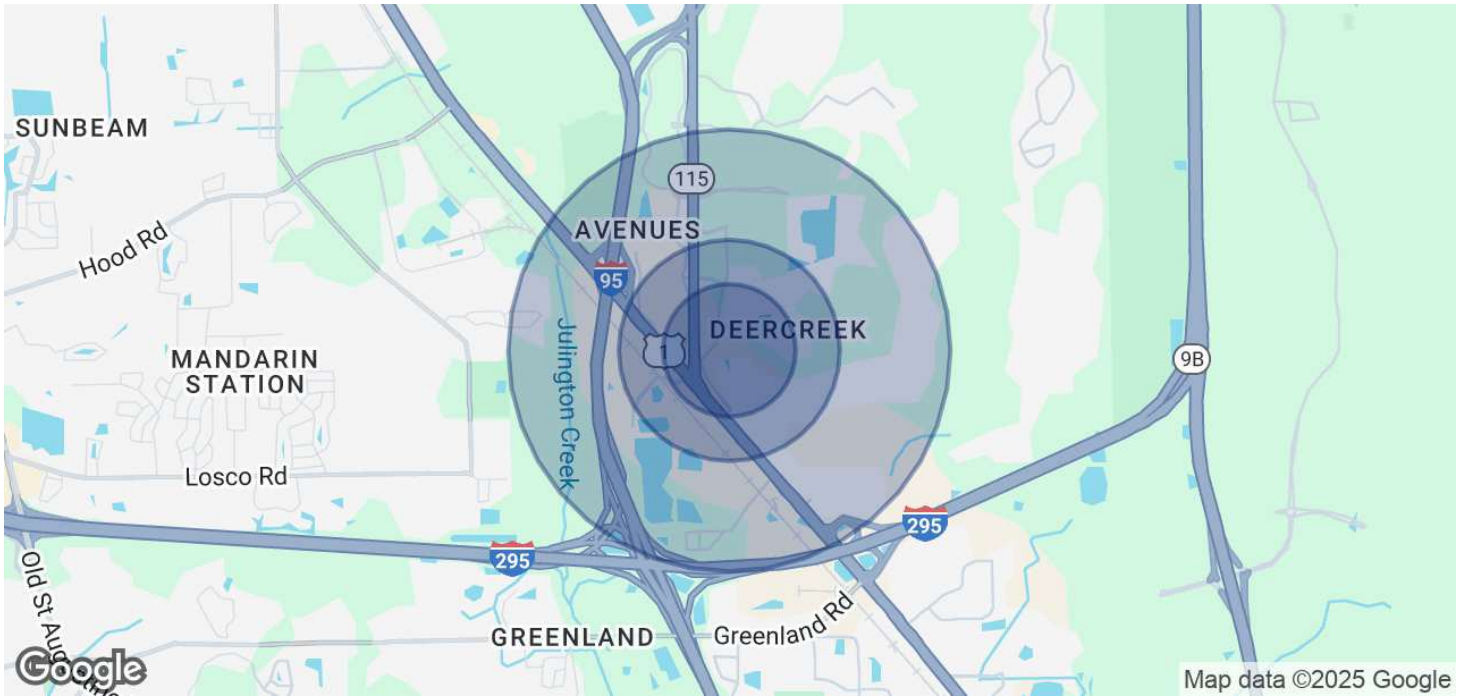 SUNBEAM
115
AVENUES
Hood Rd
95
DEERCREEK
1
Julington Creek
MANDARIN
STATION
9B
Losco Rd
295
295
Old St Augustine
GREENLAND
Greenland Rd
Google
Map data ©2025 Google